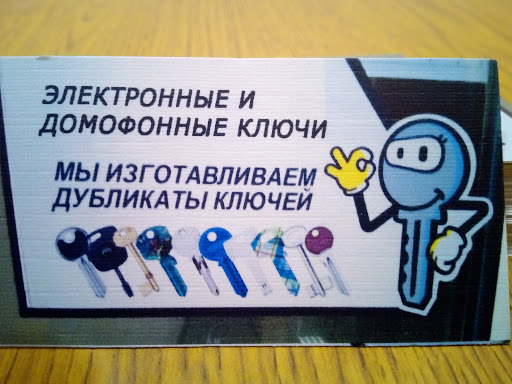 ЭЛЕКТРОННЫЕ И
ДОМОФОННЫЕ КЛЮЧИ
МЫ ИЗГОТАВЛИВАЕМ
ДУБЛИКАТЫ КЛЮЧЕЙ